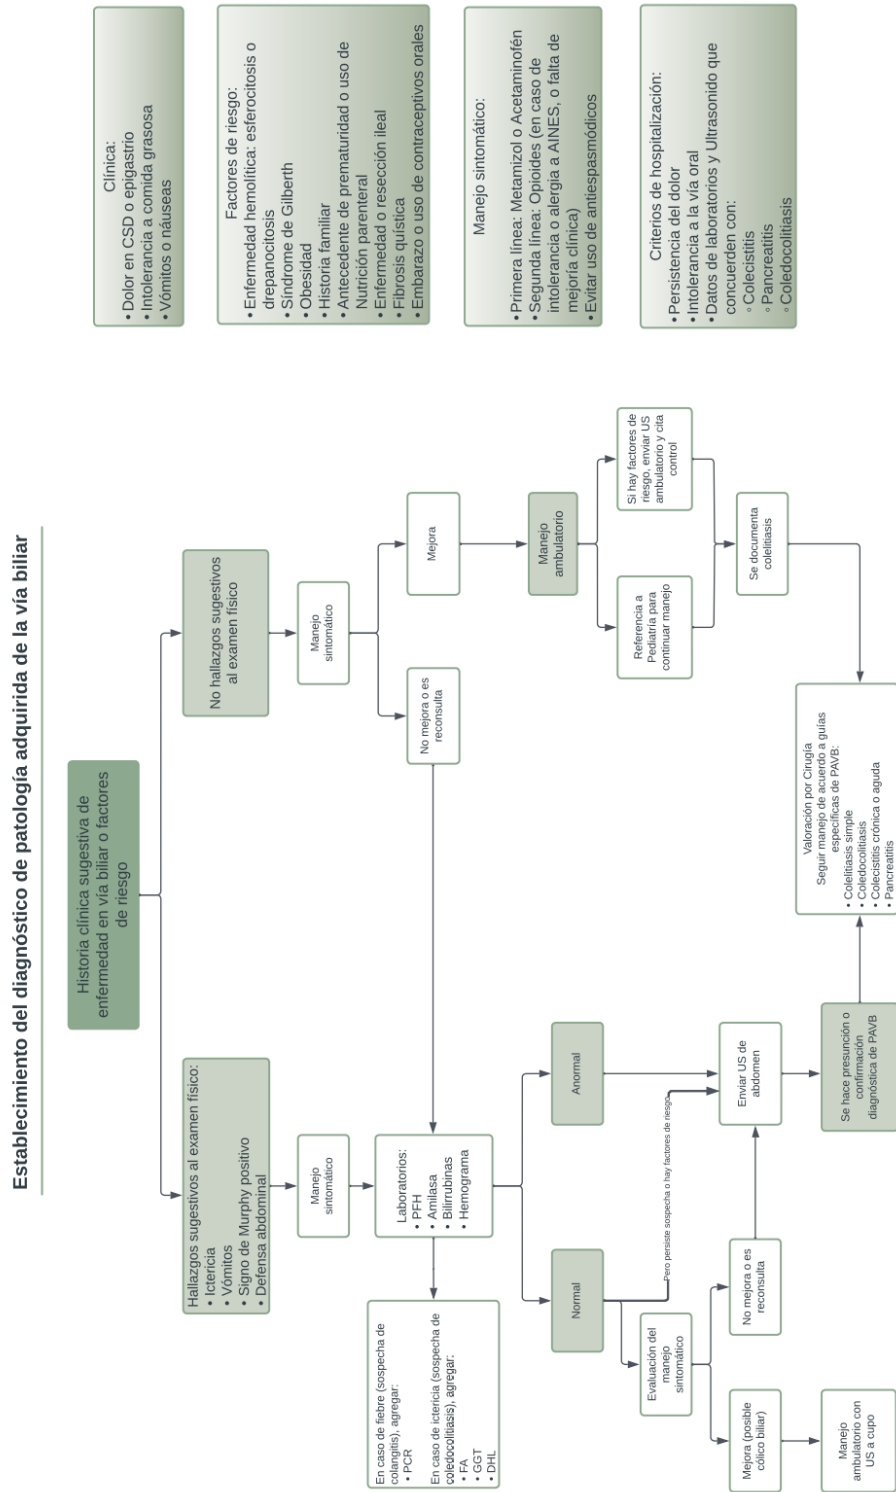 Establecimiento del diagnóstico de patología adquirida de la vía biliar
Historia clínica sugestiva de
enfermedad en vía biliar o factores
de riesgo
Hallazgos sugestivos al examen físico:
• Ictericia
• Vómitos
• Signo de Murphy positivo
• Defensa abdominal
No hallazgos sugestivos
al examen físico
Manejo
sintomático
Manejo
sintomático
En caso de fiebre (sospecha de
colangitis), agregar:
• PCR
En caso de ictericia (sospecha de
coledocolitiasis), agregar:
• FA
• GGT
• DHL
Laboratorios:
• PFH
• Amilasa
• Bilirrubinas
• Hemograma
No mejora o es
reconsulta
Mejora
Normal
Anormal
Manejo
ambulatorio
Evaluación del
manejo
sintomático
Pero persiste sospecha o hay factores de riesgo
Referencia a
Pediatría para
continuar manejo
Si hay factores de
riesgo, enviar US
ambulatorio y cita
control
Mejora (posible
cólico biliar)
No mejora o es
reconsulta
Enviar US de
abdomen
Se documenta
colelitiasis
Manejo
ambulatorio con
US a cupo
Se hace presunción o
confirmación
diagnóstica de PAVB
Valoración por Cirugía
Seguir manejo de acuerdo a guías
específicas de PAVB:
• Colelitiasis simple
• Coledocolitiasis
• Colecistitis crónica o aguda
• Pancreatitis
Clínica:
• Dolor en CSD o epigastrio
• Intolerancia a comida grasosa
• Vómitos o náuseas
Factores de riesgo:
• Enfermedad hemolítica: esferocitosis o
drepanocitosis
• Síndrome de Gilberth
• Obesidad
• Historia familiar
• Antecedente de prematuridad o uso de
Nutrición parenteral
• Enfermedad o resección ileal
• Fibrosis quística
• Embarazo o uso de contraceptivos orales
Manejo sintomático:
• Primera línea: Metamizol o Acetaminofén
• Segunda línea: Opioides (en caso de
intolerancia o alergia a AINES, o falta de
mejoría clínica)
• Evitar uso de antiespasmódicos
Criterios de hospitalización:
• Persistencia del dolor
• Intolerancia a la vía oral
• Datos de laboratorios y Ultrasonido que
concuerden con:
◦ Colecistitis
◦ Pancreatitis
◦ Coledocolitiasis